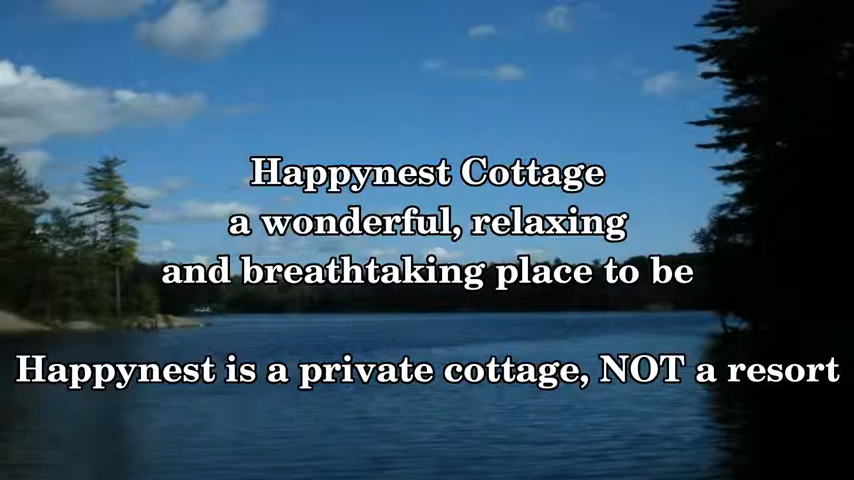 Happynest Cottage
a wonderful, relaxing
and breathtaking place to be
Happynest is a private cottage, NOT a resort